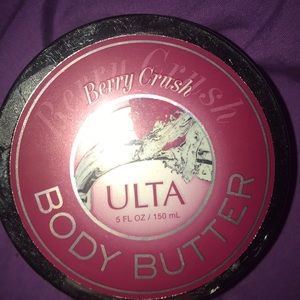 Berry Crush
Berry Crush
ULTA
5 FL OZ / 150 mL
BODY BUTTER